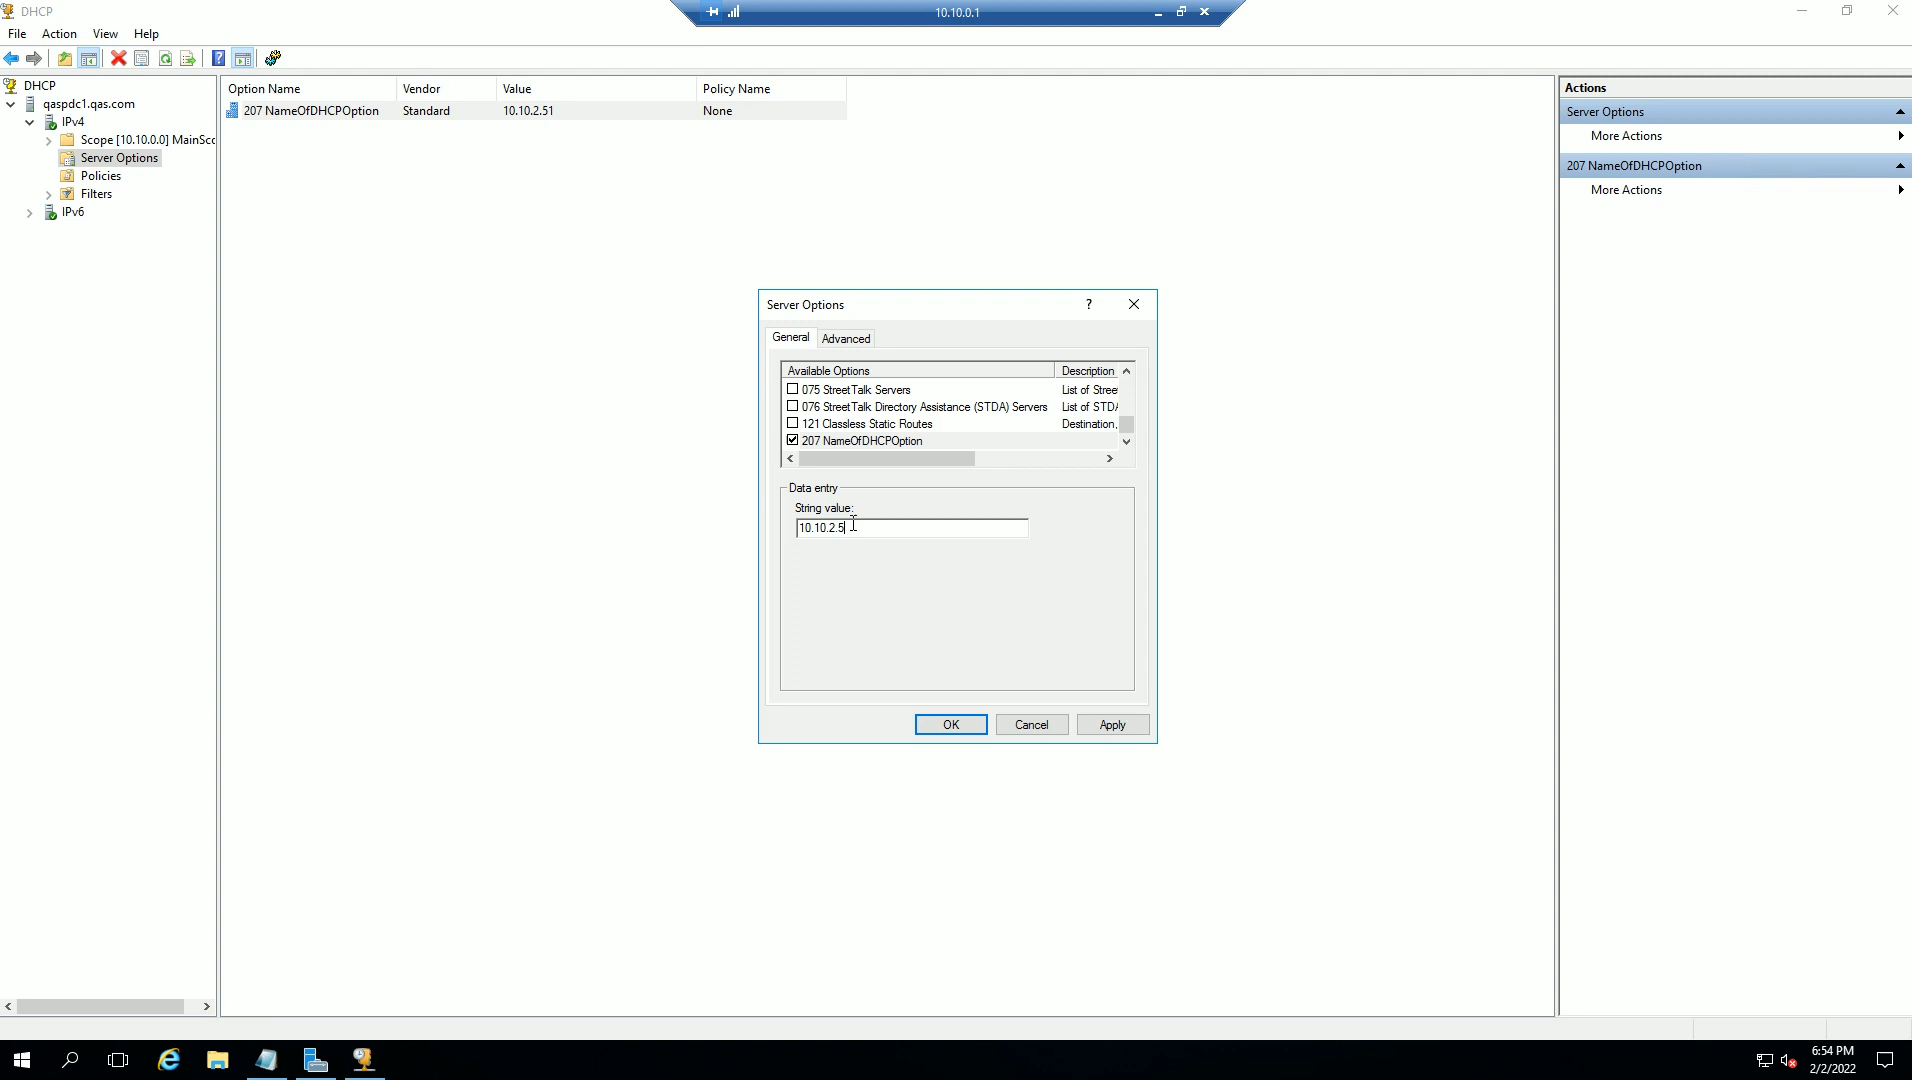 DHCP
10.10.0.1
File Action View Help
DHCP
qaspdc1.qas.com
IPv4
Scope [10.10.0.0] MainSco
Server Options
Policies
Filters
IPv6
Option Name Vendor Value Policy Name
207 NameOfDHCPOption Standard 10.10.2.51 None
Actions
Server Options
More Actions
207 NameOfDHCPOption
More Actions
Server Options
General Advanced
Available Options Description
075 StreetTalk Servers List of Stree
076 StreetTalk Directory Assistance (STDA) Servers List of STDA
121 Classless Static Routes Destination,
207 NameOfDHCPOption
Data entry
String value:
10.10.2.5
OK Cancel Apply
6:54 PM
2/2/2022